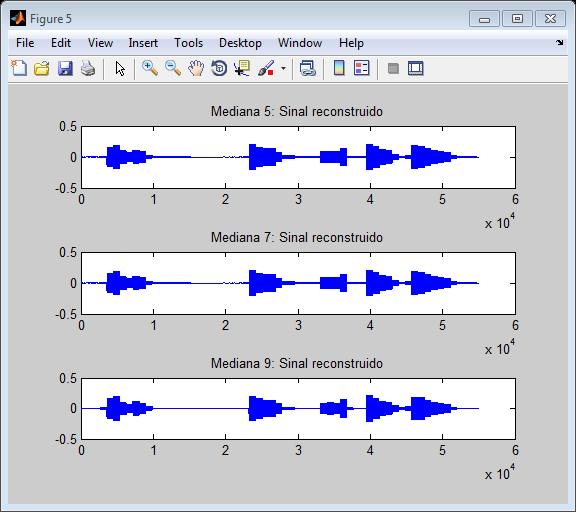 Figure 5
File Edit View Insert Tools Desktop Window Help
Mediana 5: Sinal reconstruido
0.5
0
-0.5
0 1 2 3 4 5 6
x 10^4
Mediana 7: Sinal reconstruido
0.5
0
-0.5
0 1 2 3 4 5 6
x 10^4
Mediana 9: Sinal reconstruido
0.5
0
-0.5
0 1 2 3 4 5 6
x 10^4